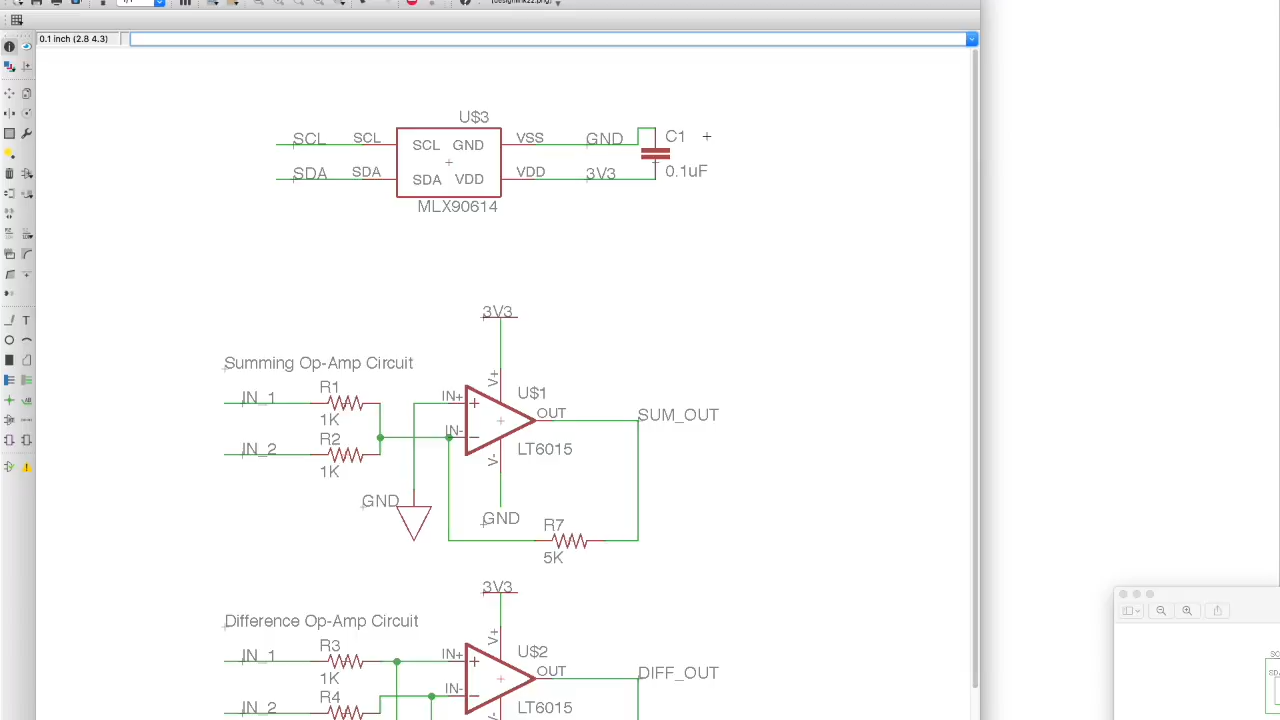 0.1 inch (2.8 4.3)
U$3
SCL SCL SCL GND VSS GND C1
SDA SDA SDA VDD VDD 3V3 0.1uF
MLX90614
3V3
Summing Op-Amp Circuit
V+
IN_1 R1 IN+ U$1
1K OUT SUM_OUT
IN_2 R2 IN-
1K V- LT6015
GND GND
R7
5K
3V3
Difference Op-Amp Circuit
V+
IN_1 R3 IN+ U$2
1K OUT DIFF_OUT
IN_2 R4 IN- LT6015
V-